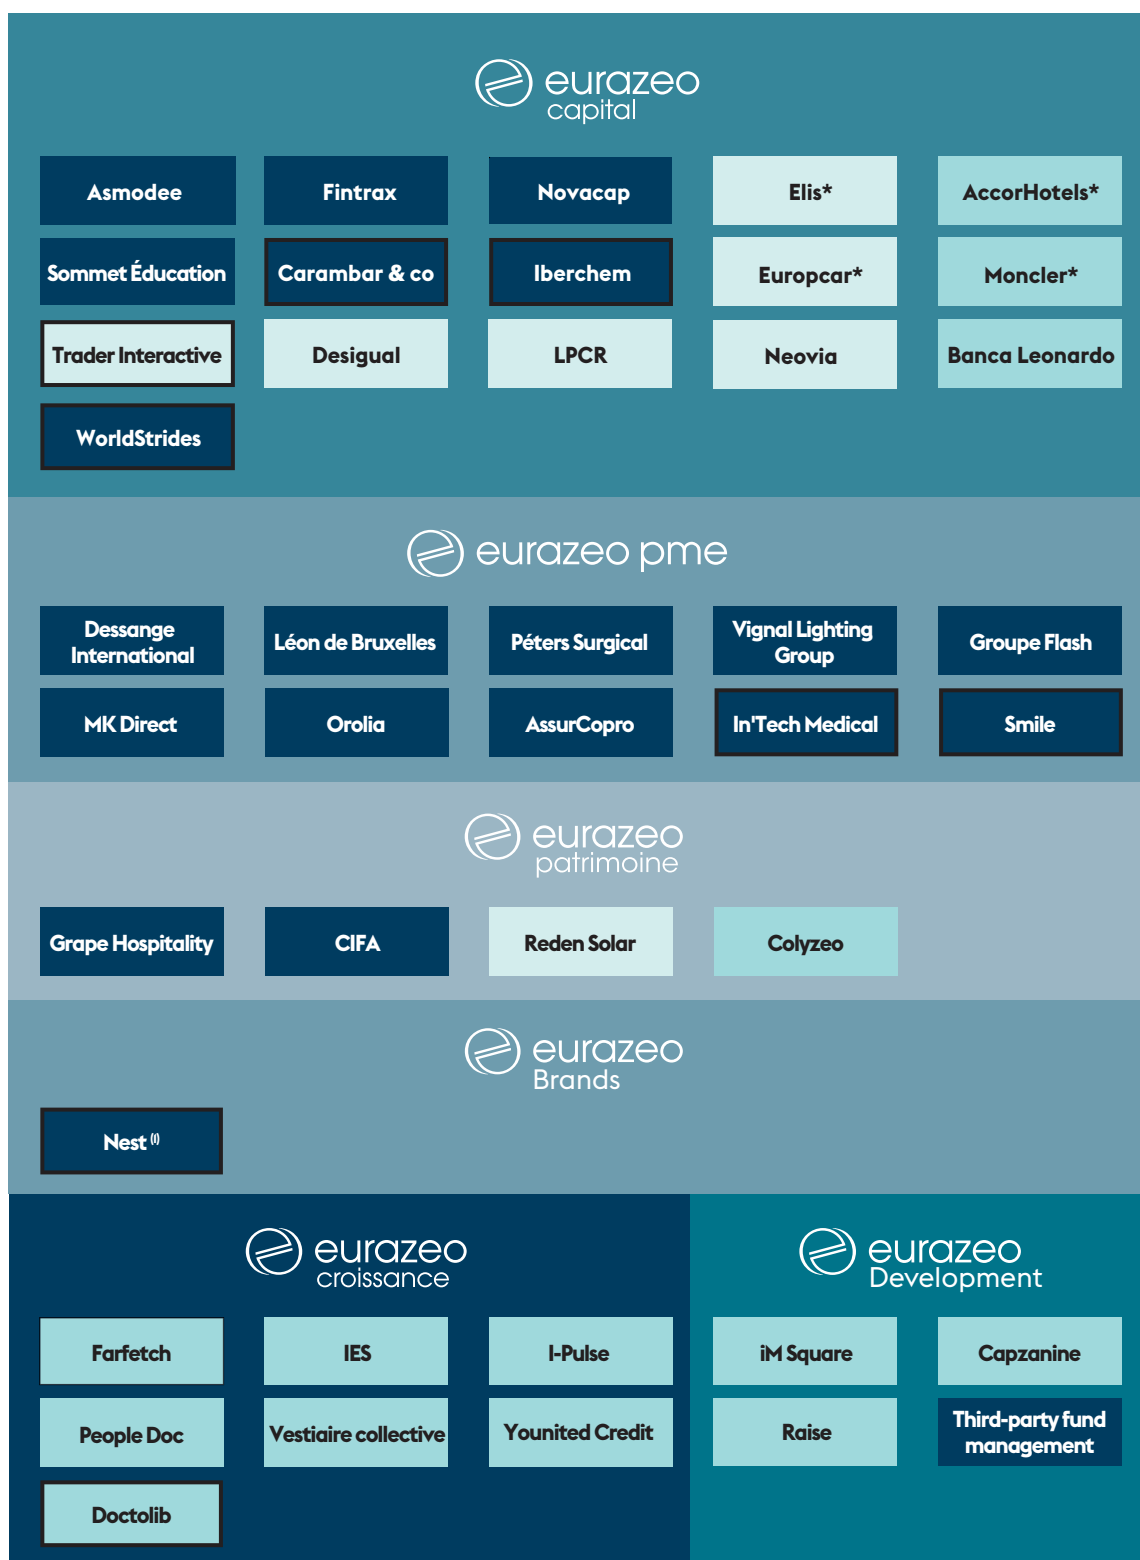 eurazeo
capital
Asmodee
Fintrax
Novacap
Elis*
AccorHotels*
Sommet Éducation
Carambar & co
Iberchem
Europcar*
Moncler*
Trader Interactive
Desigual
LPCR
Neovia
Banca Leonardo
WorldStrides
eurazeo pme
Dessange
International
Léon de Bruxelles
Péters Surgical
Vignal Lighting
Group
Groupe Flash
MK Direct
Orolia
AssurCopro
In'Tech Medical
Smile
eurazeo
patrimoine
Grape Hospitality
CIFA
Reden Solar
Colyzeo
eurazeo
Brands
Nest (1)
eurazeo
croissance
Farfetch
IES
I-Pulse
People Doc
Vestiaire collective
Younited Credit
Doctolib
eurazeo
Development
iM Square
Capzanine
Raise
Third-party fund
management